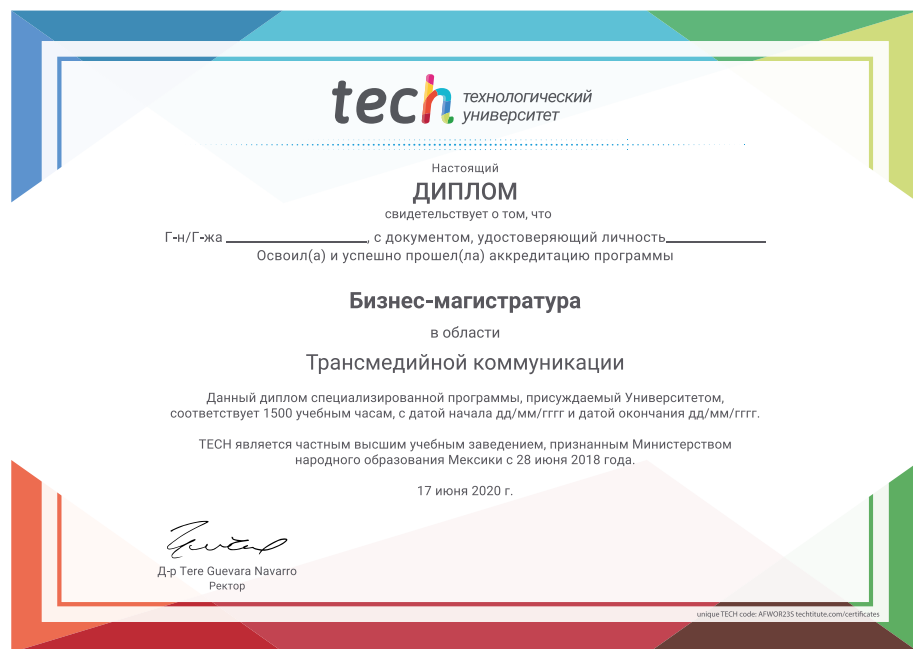 tech технологический
университет
Настоящий
ДИПЛОМ
свидетельствует о том, что
Г-н/Г-жа ____________________, с документом, удостоверяющий личность______________
Освоил(а) и успешно прошел(ла) аккредитацию программы
Бизнес-магистратура
в области
Трансмедийной коммуникации
Данный диплом специализированной программы, присуждаемый Университетом,
соответствует 1500 учебным часам, с датой начала дд/мм/гггг и датой окончания дд/мм/гггг.
TECH является частным высшим учебным заведением, признанным Министерством
народного образования Мексики с 28 июня 2018 года.
17 июня 2020 г.
Д-р Tere Guevara Navarro
Ректор
unique TECH code: AFWOR23S techtitute.com/certificates